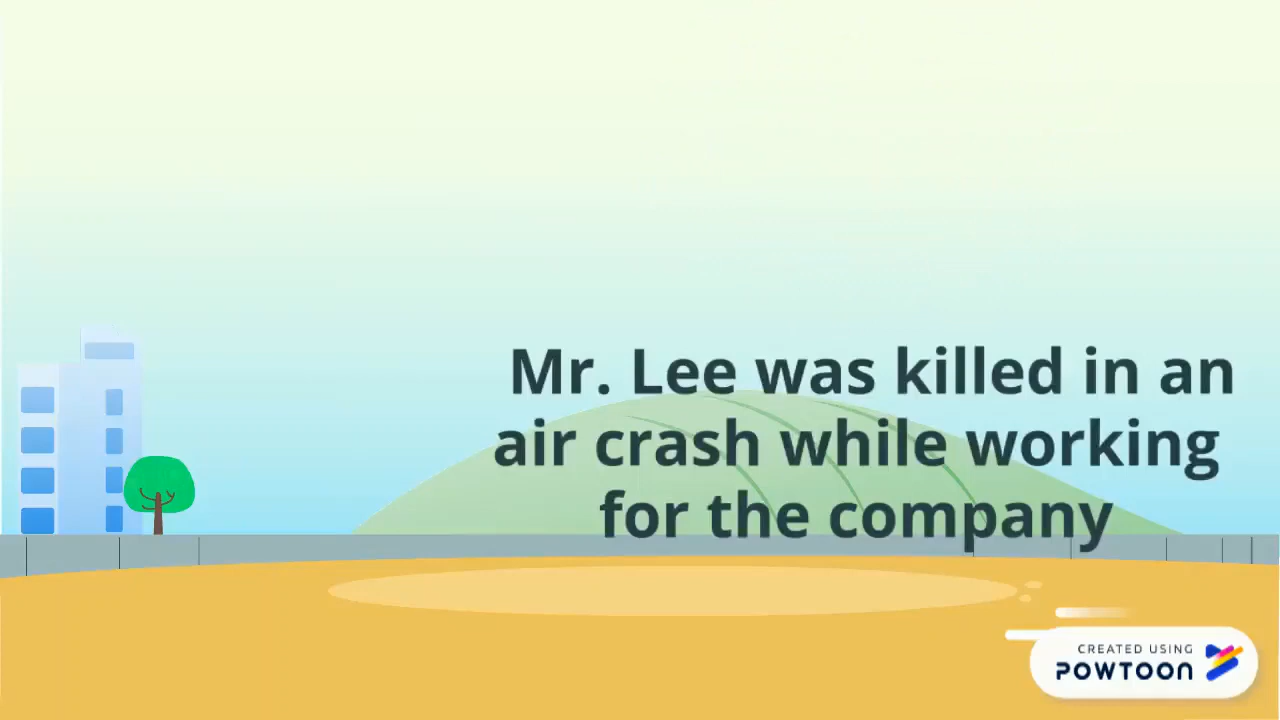 Mr. Lee was killed in an
air crash while working
for the company
CREATED USING
POWTOON